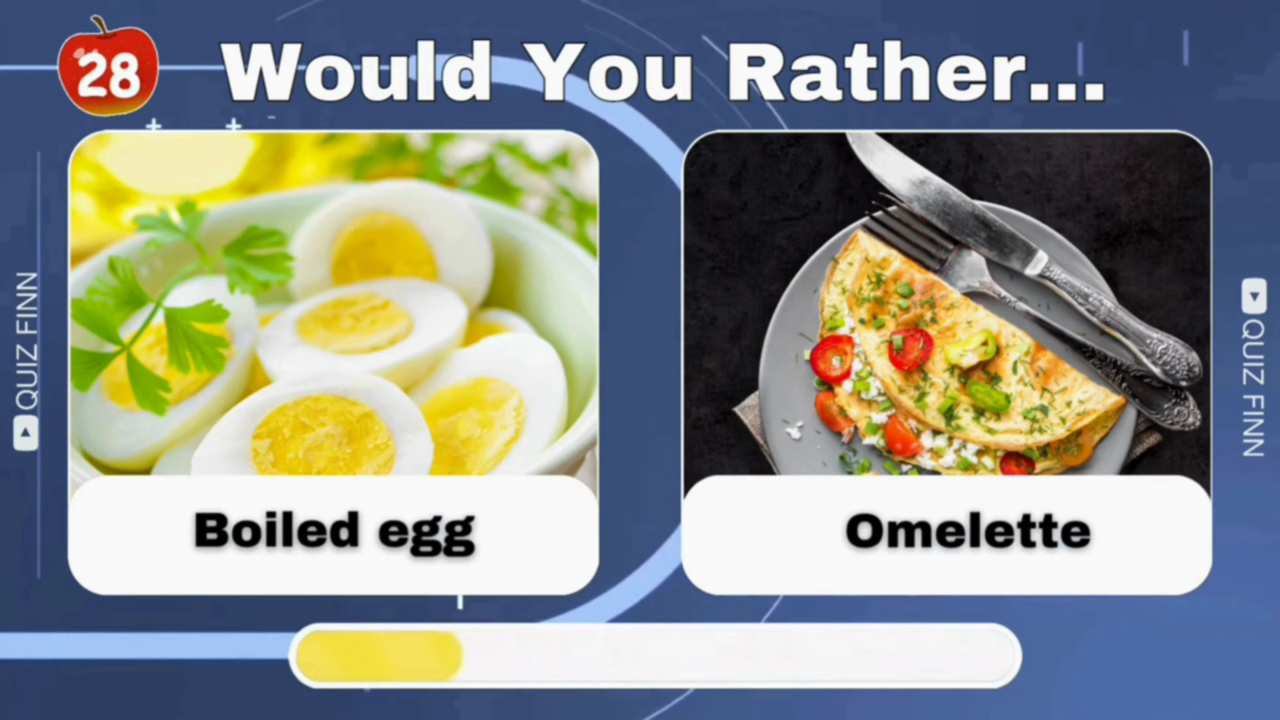 28
Would You Rather...
QUIZ FINN
QUIZ FINN
Boiled egg
Omelette